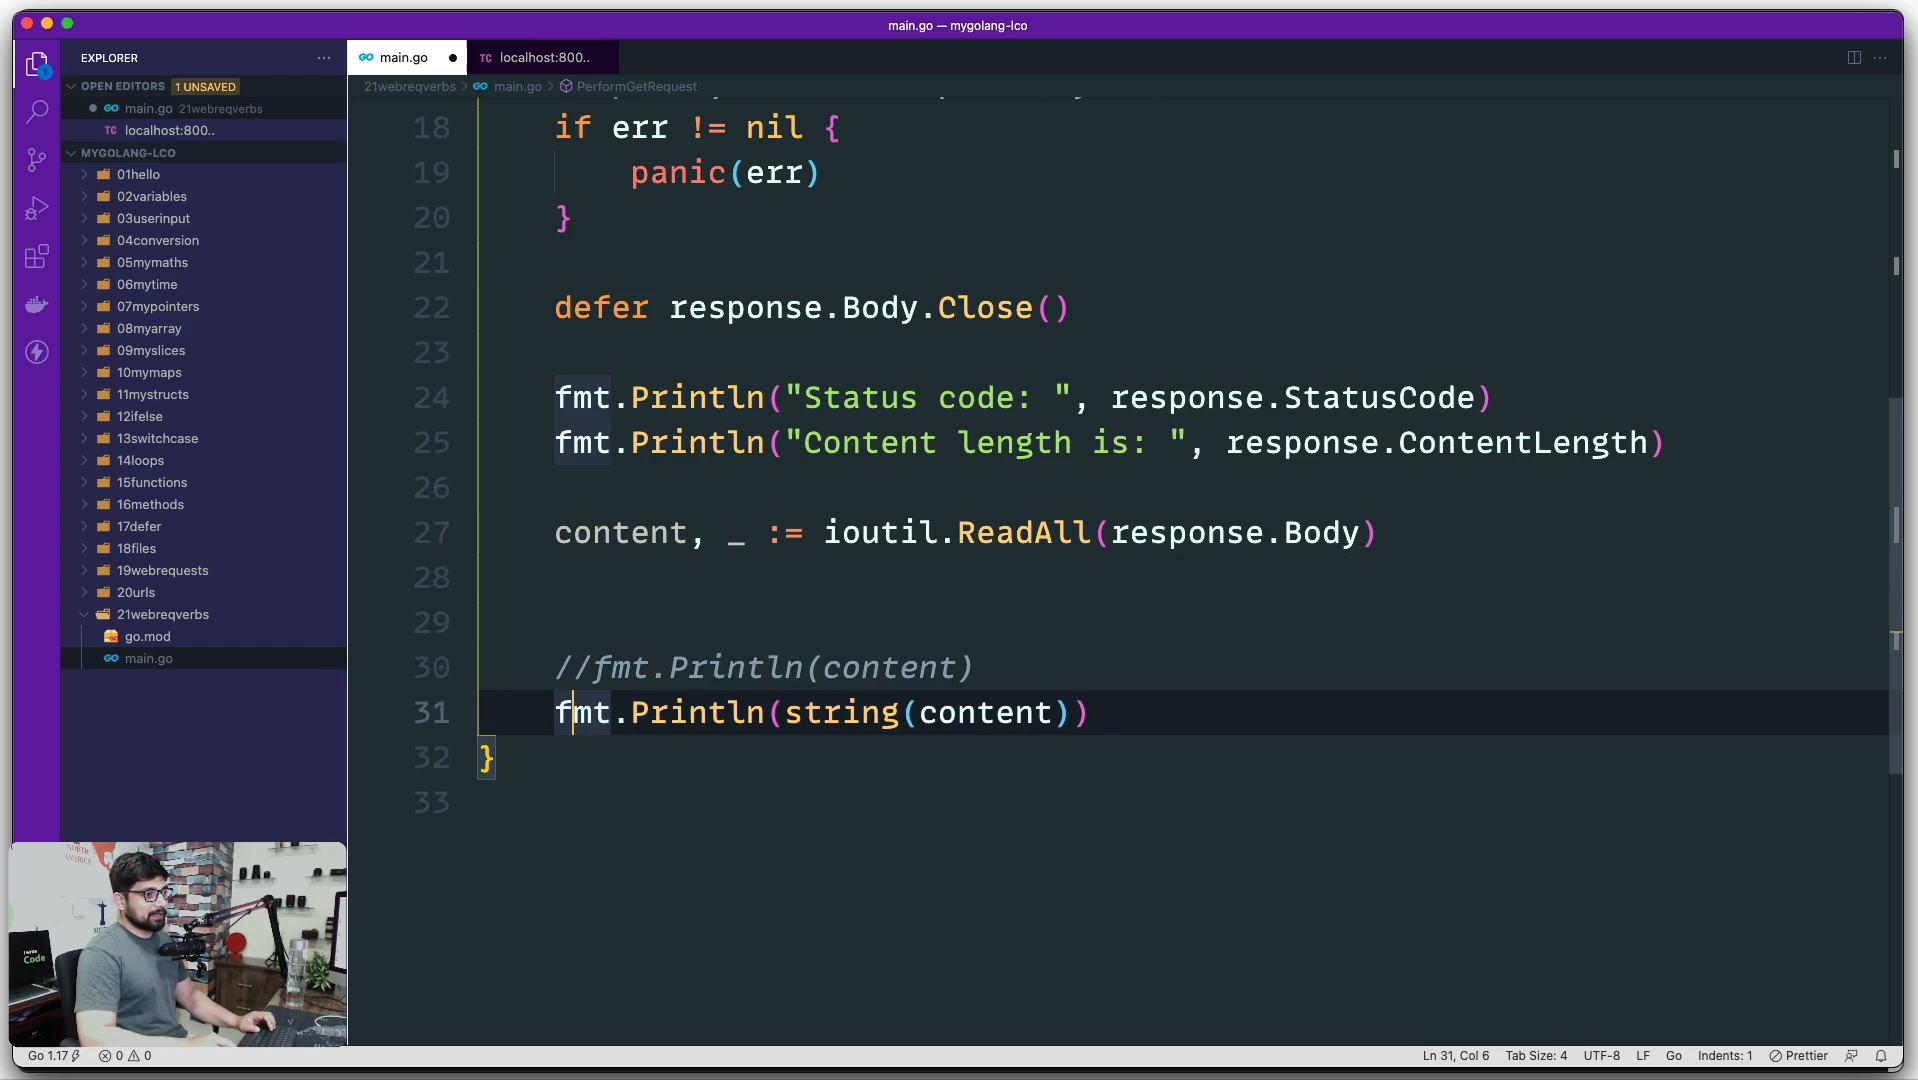 main.go — mygolang-lco
EXPLORER
OPEN EDITORS 1 UNSAVED
main.go 21webreqverbs
TC localhost:800..
MYGOLANG-LCO
01hello
02variables
03userinput
04conversion
05mymaths
06mytime
07mypointers
08myarray
09myslices
10mymaps
11mystructs
12ifelse
13switchcase
14loops
15functions
16methods
17defer
18files
19webrequests
20urls
21webreqverbs
go.mod
main.go
main.go
TC localhost:800..
21webreqverbs > main.go > PerformGetRequest
18 if err != nil {
19 panic(err)
20 }
21
22 defer response.Body.Close()
23
24 fmt.Println("Status code: ", response.StatusCode)
25 fmt.Println("Content length is: ", response.ContentLength)
26
27 content, _ := ioutil.ReadAll(response.Body)
28
29
30 //fmt.Println(content)
31 fmt.Println(string(content))
32 }
33
NORTH
AMERICA
I write
Code
Go 1.17 0 0
Ln 31, Col 6 Tab Size: 4 UTF-8 LF Go Indents: 1 Prettier